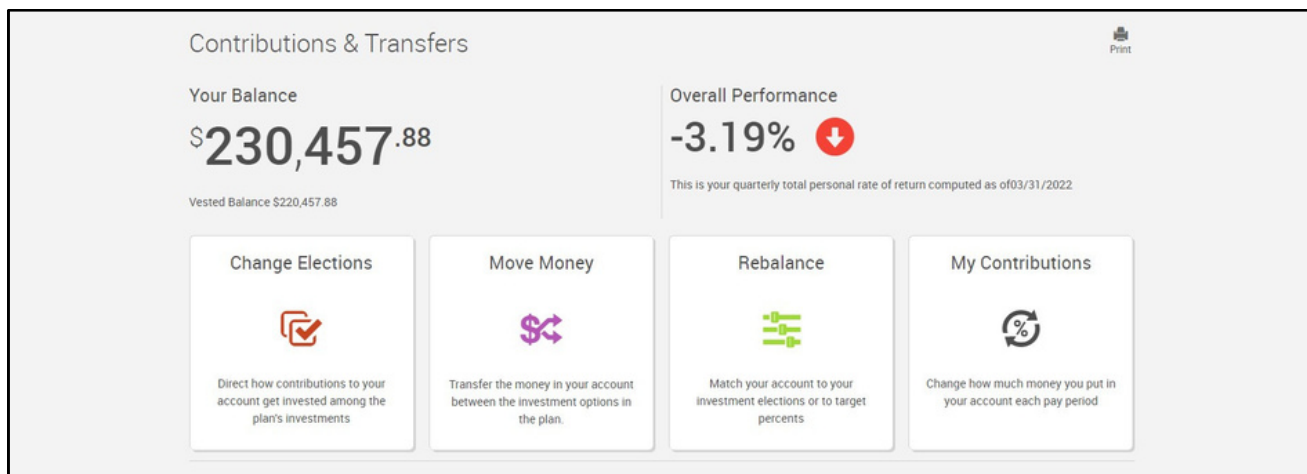 Contributions & Transfers
Print
Your Balance
$230,457.88
Vested Balance $220,457.88
Overall Performance
-3.19%
This is your quarterly total personal rate of return computed as of03/31/2022
Change Elections
Direct how contributions to your
account get invested among the
plan's investments
Move Money
Transfer the money in your account
between the investment options in
the plan.
Rebalance
Match your account to your
investment elections or to target
percents
My Contributions
Change how much money you put in
your account each pay period